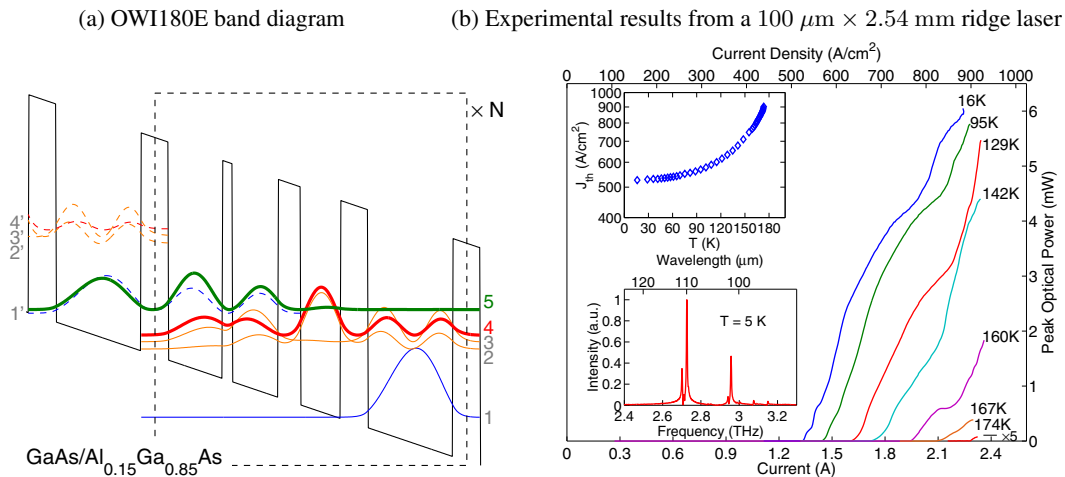 (a) OWI180E band diagram
(b) Experimental results from a 100 μm × 2.54 mm ridge laser
× N
4'
3'
2'
1'
5
4
3
2
1
GaAs/Al0.15Ga0.85As
Current Density (A/cm²)
0 100 200 300 400 500 600 700 800 900 1000
16K
95K
129K
142K
160K
167K
174K
×5
900
800
700
600
500
400
Jth (A/cm²)
0 30 60 90 120 150 180
T (K)
Wavelength (μm)
120 110 100
T = 5 K
1
0.8
0.6
0.4
0.2
0
Intensity (a.u.)
2.4 2.6 2.8 3 3.2
Frequency (THz)
6
5
4
3
2
1
0
Peak Optical Power (mW)
0 0.3 0.6 0.9 1.2 1.5 1.8 2.1 2.4
Current (A)